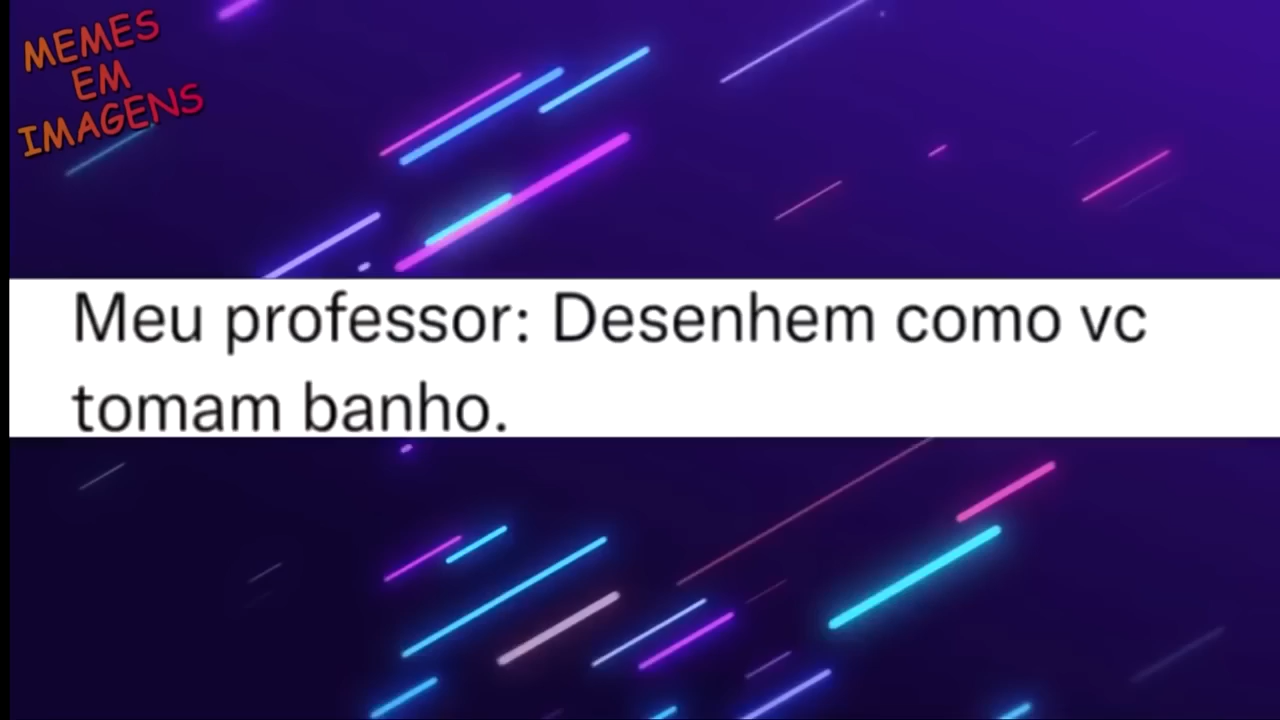 MEMES
EM
IMAGENS
Meu professor: Desenhem como vc
tomam banho.